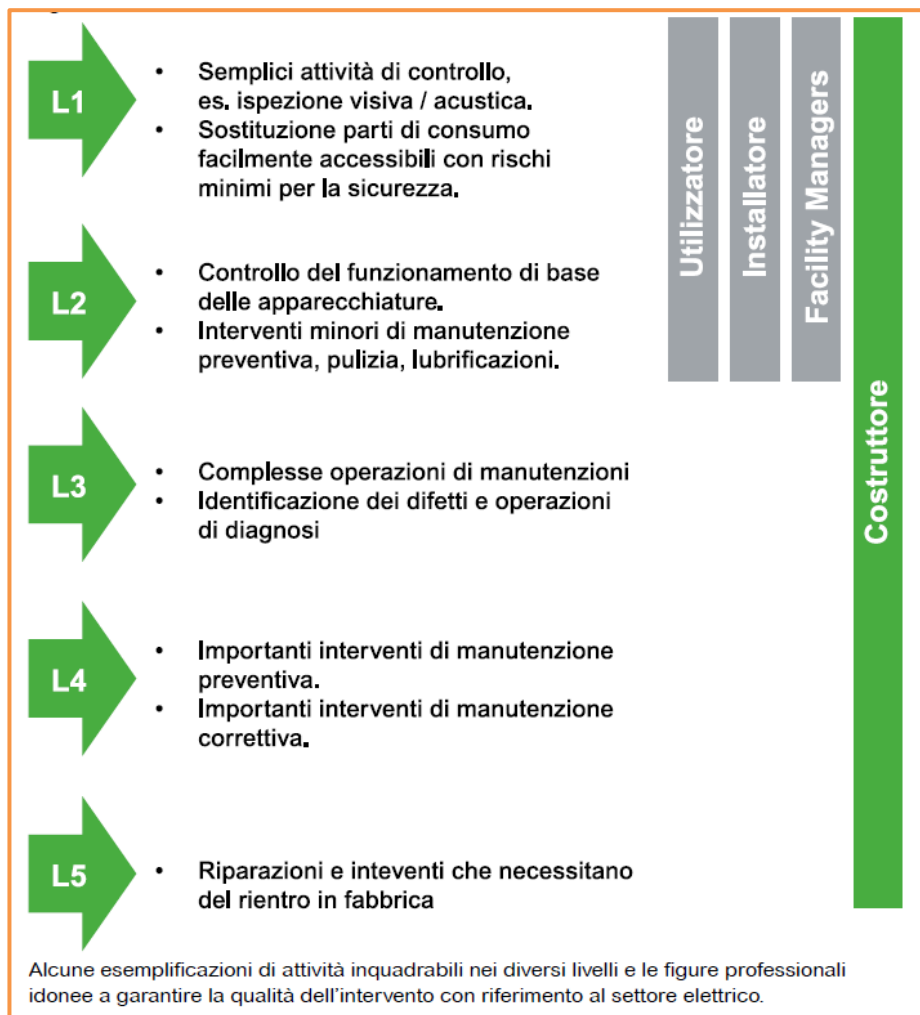 L1
• Semplici attività di controllo,
es. ispezione visiva / acustica.
• Sostituzione parti di consumo
facilmente accessibili con rischi
minimi per la sicurezza.
L2
• Controllo del funzionamento di base
delle apparecchiature.
• Interventi minori di manutenzione
preventiva, pulizia, lubrificazioni.
L3
• Complesse operazioni di manutenzioni
• Identificazione dei difetti e operazioni
di diagnosi
L4
• Importanti interventi di manutenzione
preventiva.
• Importanti interventi di manutenzione
correttiva.
L5
• Riparazioni e inteventi che necessitano
del rientro in fabbrica
Utilizzatore
Installatore
Facility Managers
Costruttore
Alcune esemplificazioni di attività inquadrabili nei diversi livelli e le figure professionali
idonee a garantire la qualità dell'intervento con riferimento al settore elettrico.